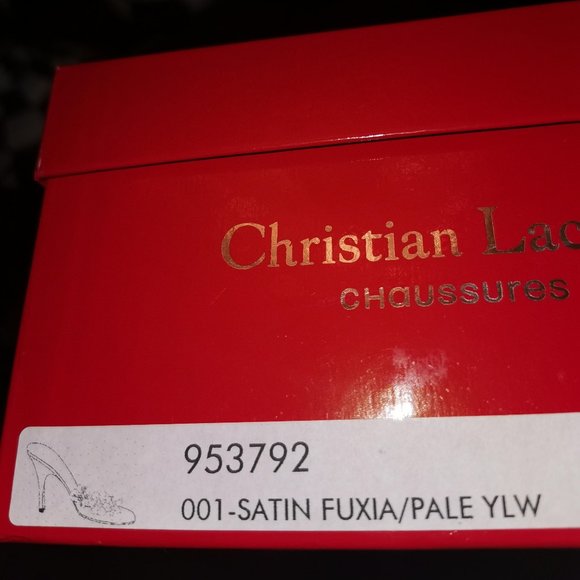 Christian Lac
CHaussures
953792
001-SATIN FUXIA/PALE YLW